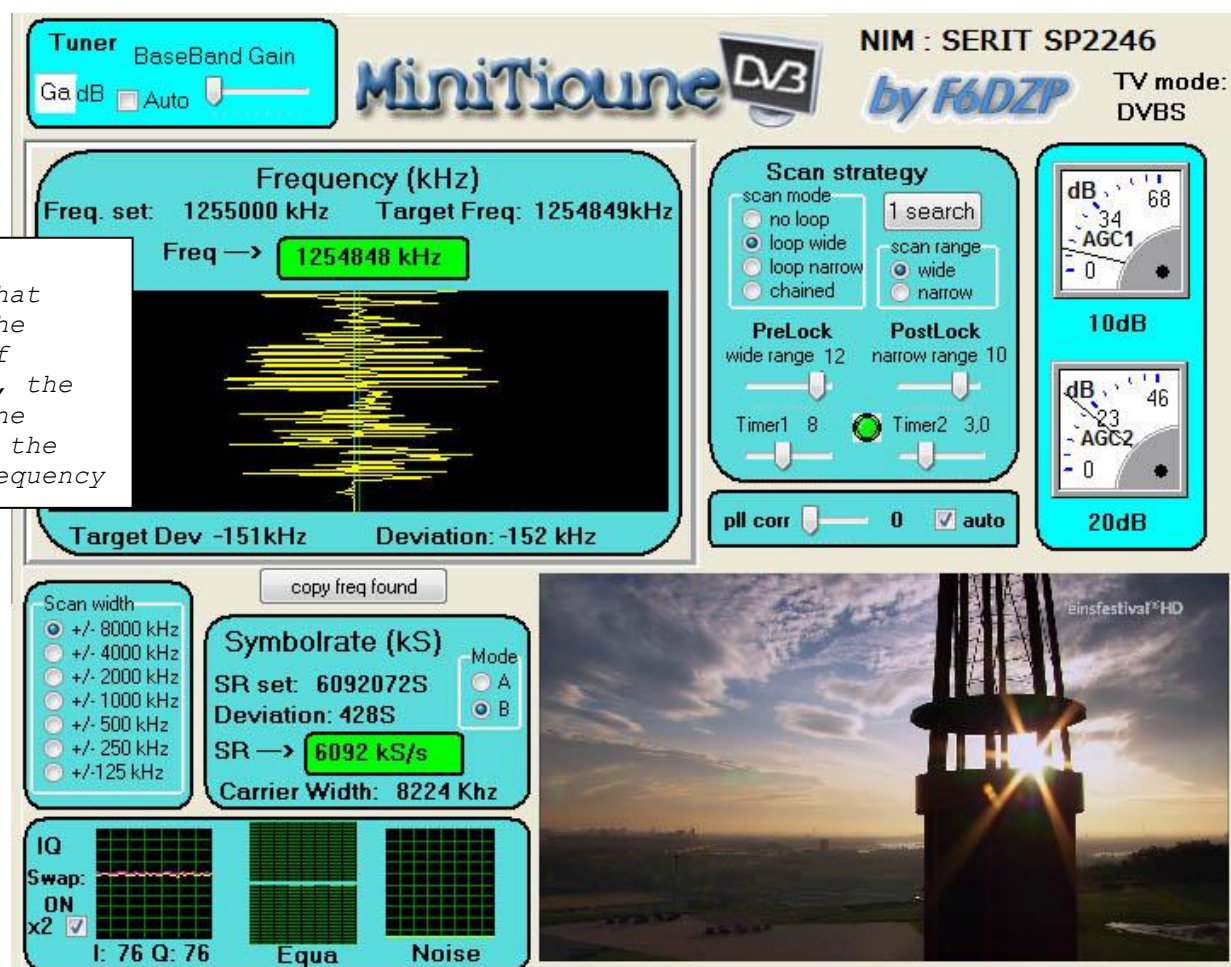 Tuner
BaseBand Gain
Ga dB
Auto
MiniTioune
DVB
NIM : SERIT SP2246
by F6DZP
TV mode:
DVBS
Frequency (kHz)
Freq. set: 1255000 kHz Target Freq: 1254849kHz
Freq —> 1254848 kHz
hat
he
f
, the
he
the
equency
Target Dev -151kHz Deviation: -152 kHz
Scan strategy
scan mode
no loop
loop wide
loop narrow
chained
1 search
scan range
wide
narrow
PreLock PostLock
wide range 12 narrow range 10
Timer1 8 Timer2 3,0
pll corr 0 auto
dB 68
34
AGC1
0
10dB
dB 46
23
AGC2
0
20dB
copy freq found
Scan width
+/- 8000 kHz
+/- 4000 kHz
+/- 2000 kHz
+/- 1000 kHz
+/- 500 kHz
+/- 250 kHz
+/-125 kHz
Symbolrate (kS)
SR set: 6092072S
Deviation: 428S
SR —> 6092 kS/s
Carrier Width: 8224 Khz
Mode
A
B
einsfestival*HD
IQ
Swap:
ON
x2
I: 76 Q: 76
Equa
Noise